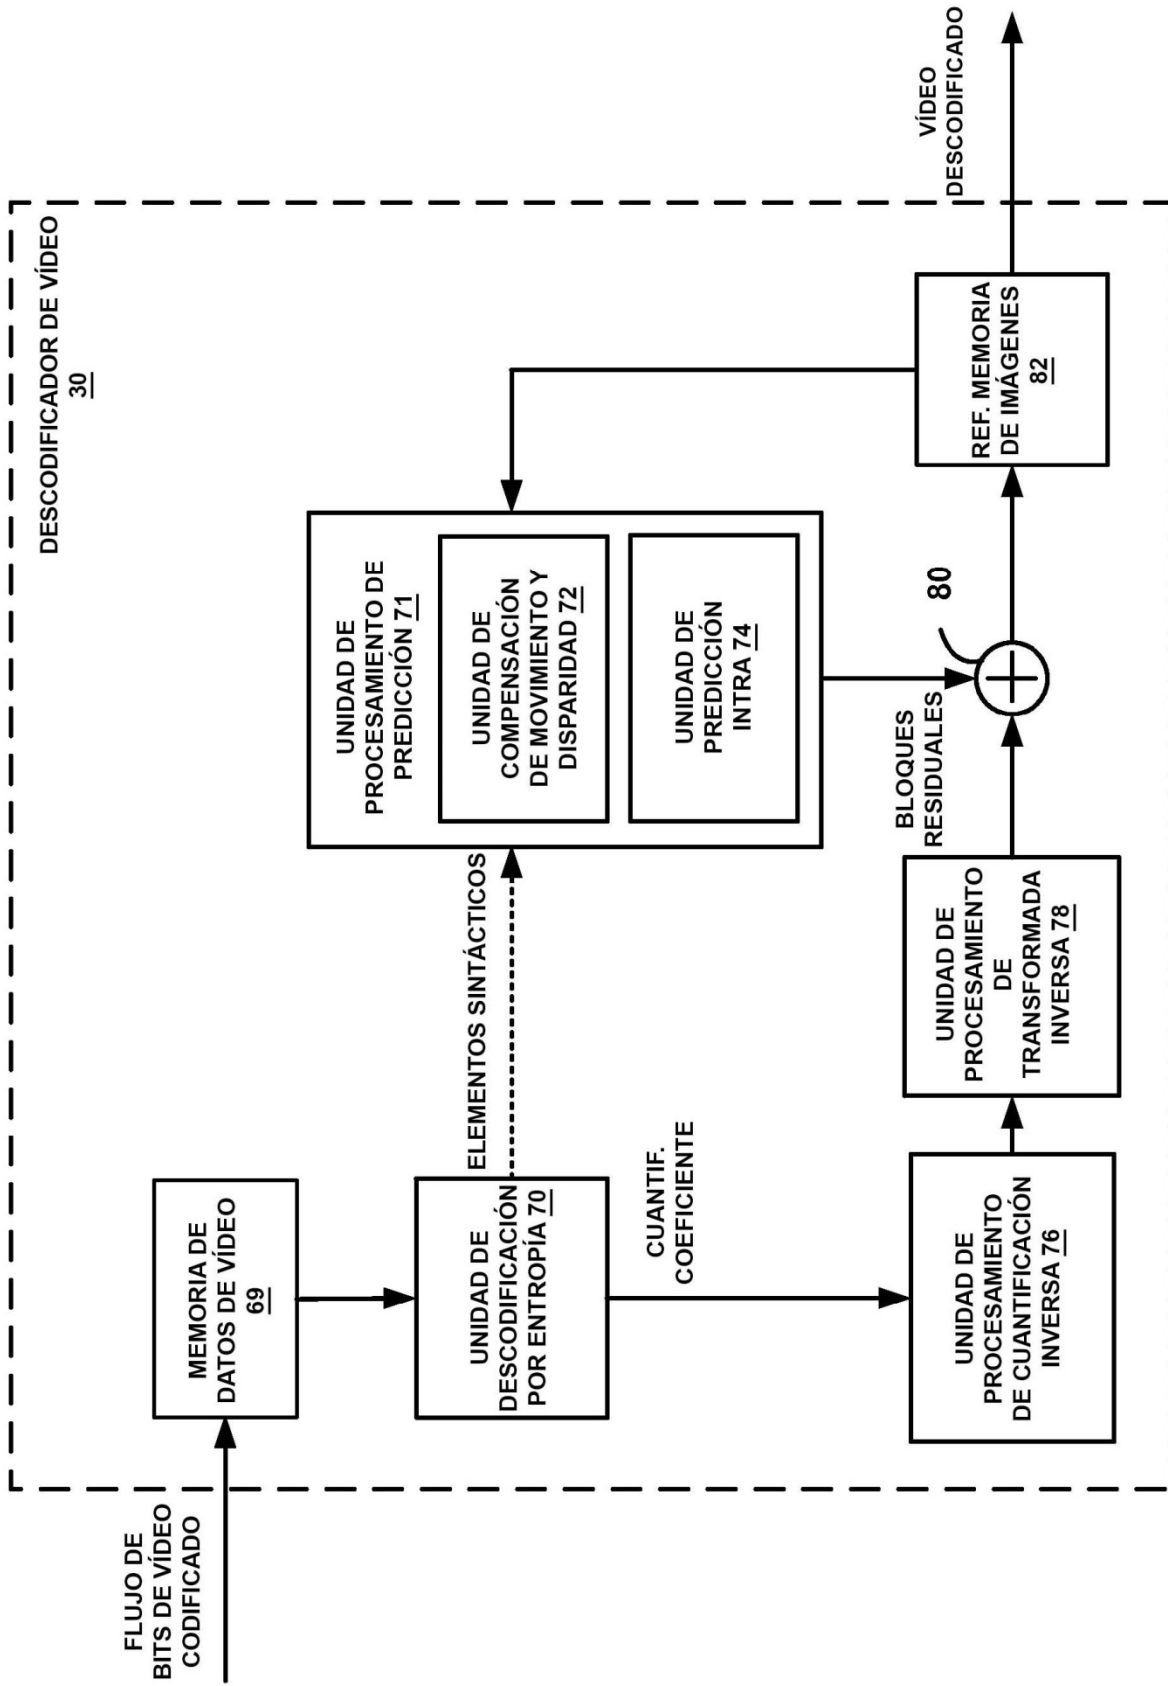 DESCODIFICADOR DE VÍDEO
30
FLUJO DE
BITS DE VÍDEO
CODIFICADO
MEMORIA DE
DATOS DE VÍDEO
69
UNIDAD DE
DESCODIFICACIÓN
POR ENTROPÍA 70
ELEMENTOS SINTÁCTICOS
UNIDAD DE
PROCESAMIENTO DE
PREDICCIÓN 71
UNIDAD DE
COMPENSACIÓN
DE MOVIMIENTO Y
DISPARIDAD 72
UNIDAD DE
PREDICCIÓN
INTRA 74
CUANTIF.
COEFICIENTE
UNIDAD DE
PROCESAMIENTO
DE CUANTIFICACIÓN
INVERSA 76
UNIDAD DE
PROCESAMIENTO
DE
TRANSFORMADA
INVERSA 78
BLOQUES
RESIDUALES
80
REF. MEMORIA
DE IMÁGENES
82
VÍDEO
DESCODIFICADO